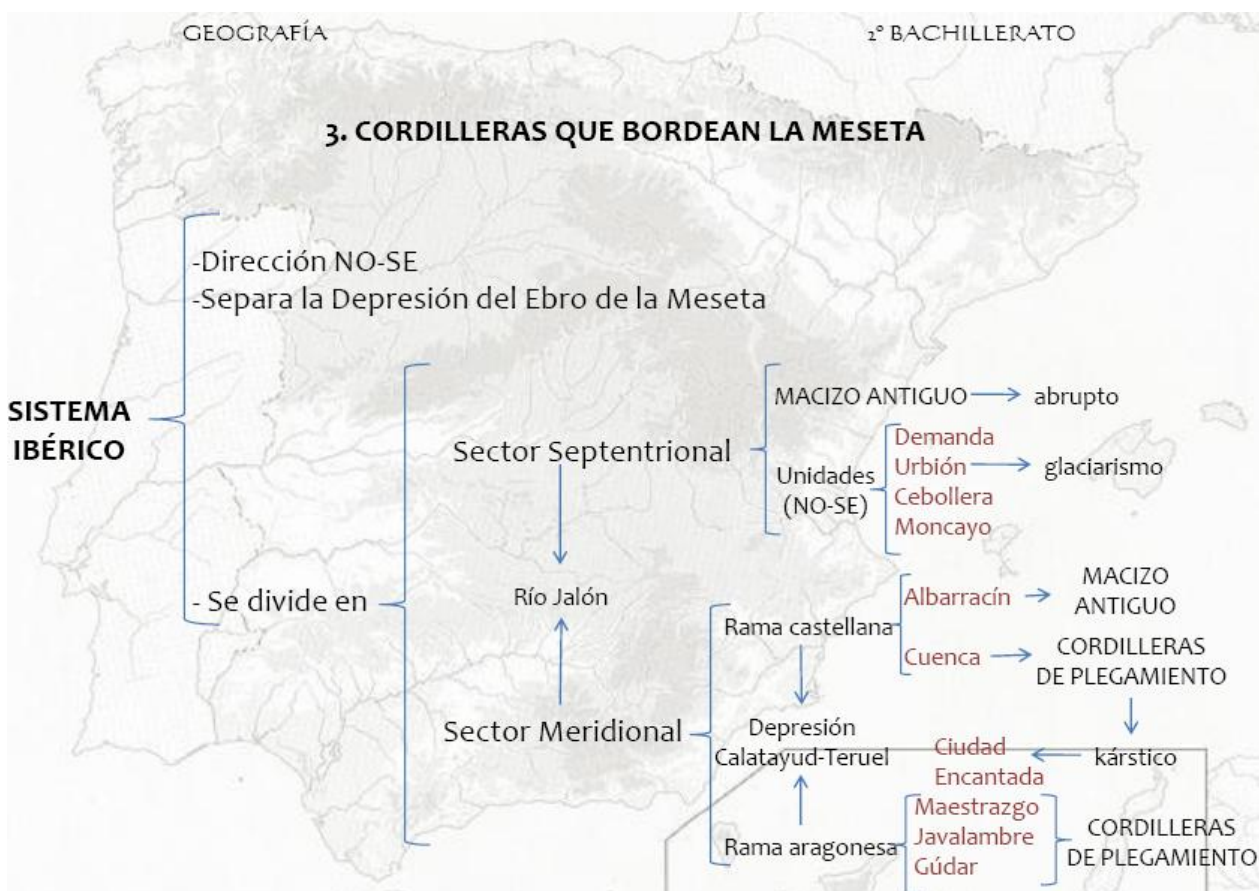 GEOGRAFÍA
2º BACHILLERATO
3. CORDILLERAS QUE BORDEAN LA MESETA
SISTEMA
IBÉRICO
-Dirección NO-SE
-Separa la Depresión del Ebro de la Meseta
- Se divide en
Sector Septentrional
MACIZO ANTIGUO
abrupto
Unidades
(NO-SE)
Demanda
Urbión
Cebollera
Moncayo
glaciarismo
Río Jalón
Sector Meridional
Rama castellana
Albarracín
MACIZO
ANTIGUO
Cuenca
CORDILLERAS
DE PLEGAMIENTO
kárstico
Ciudad
Encantada
Depresión
Calatayud-Teruel
Rama aragonesa
Maestrazgo
Javalambre
Gúdar
CORDILLERAS
DE PLEGAMIENTO